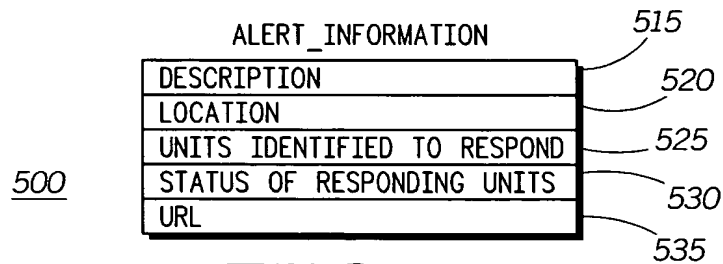 ALERT_INFORMATION
515
DESCRIPTION
520
LOCATION
UNITS IDENTIFIED TO RESPOND
525
500
STATUS OF RESPONDING UNITS
530
URL
535